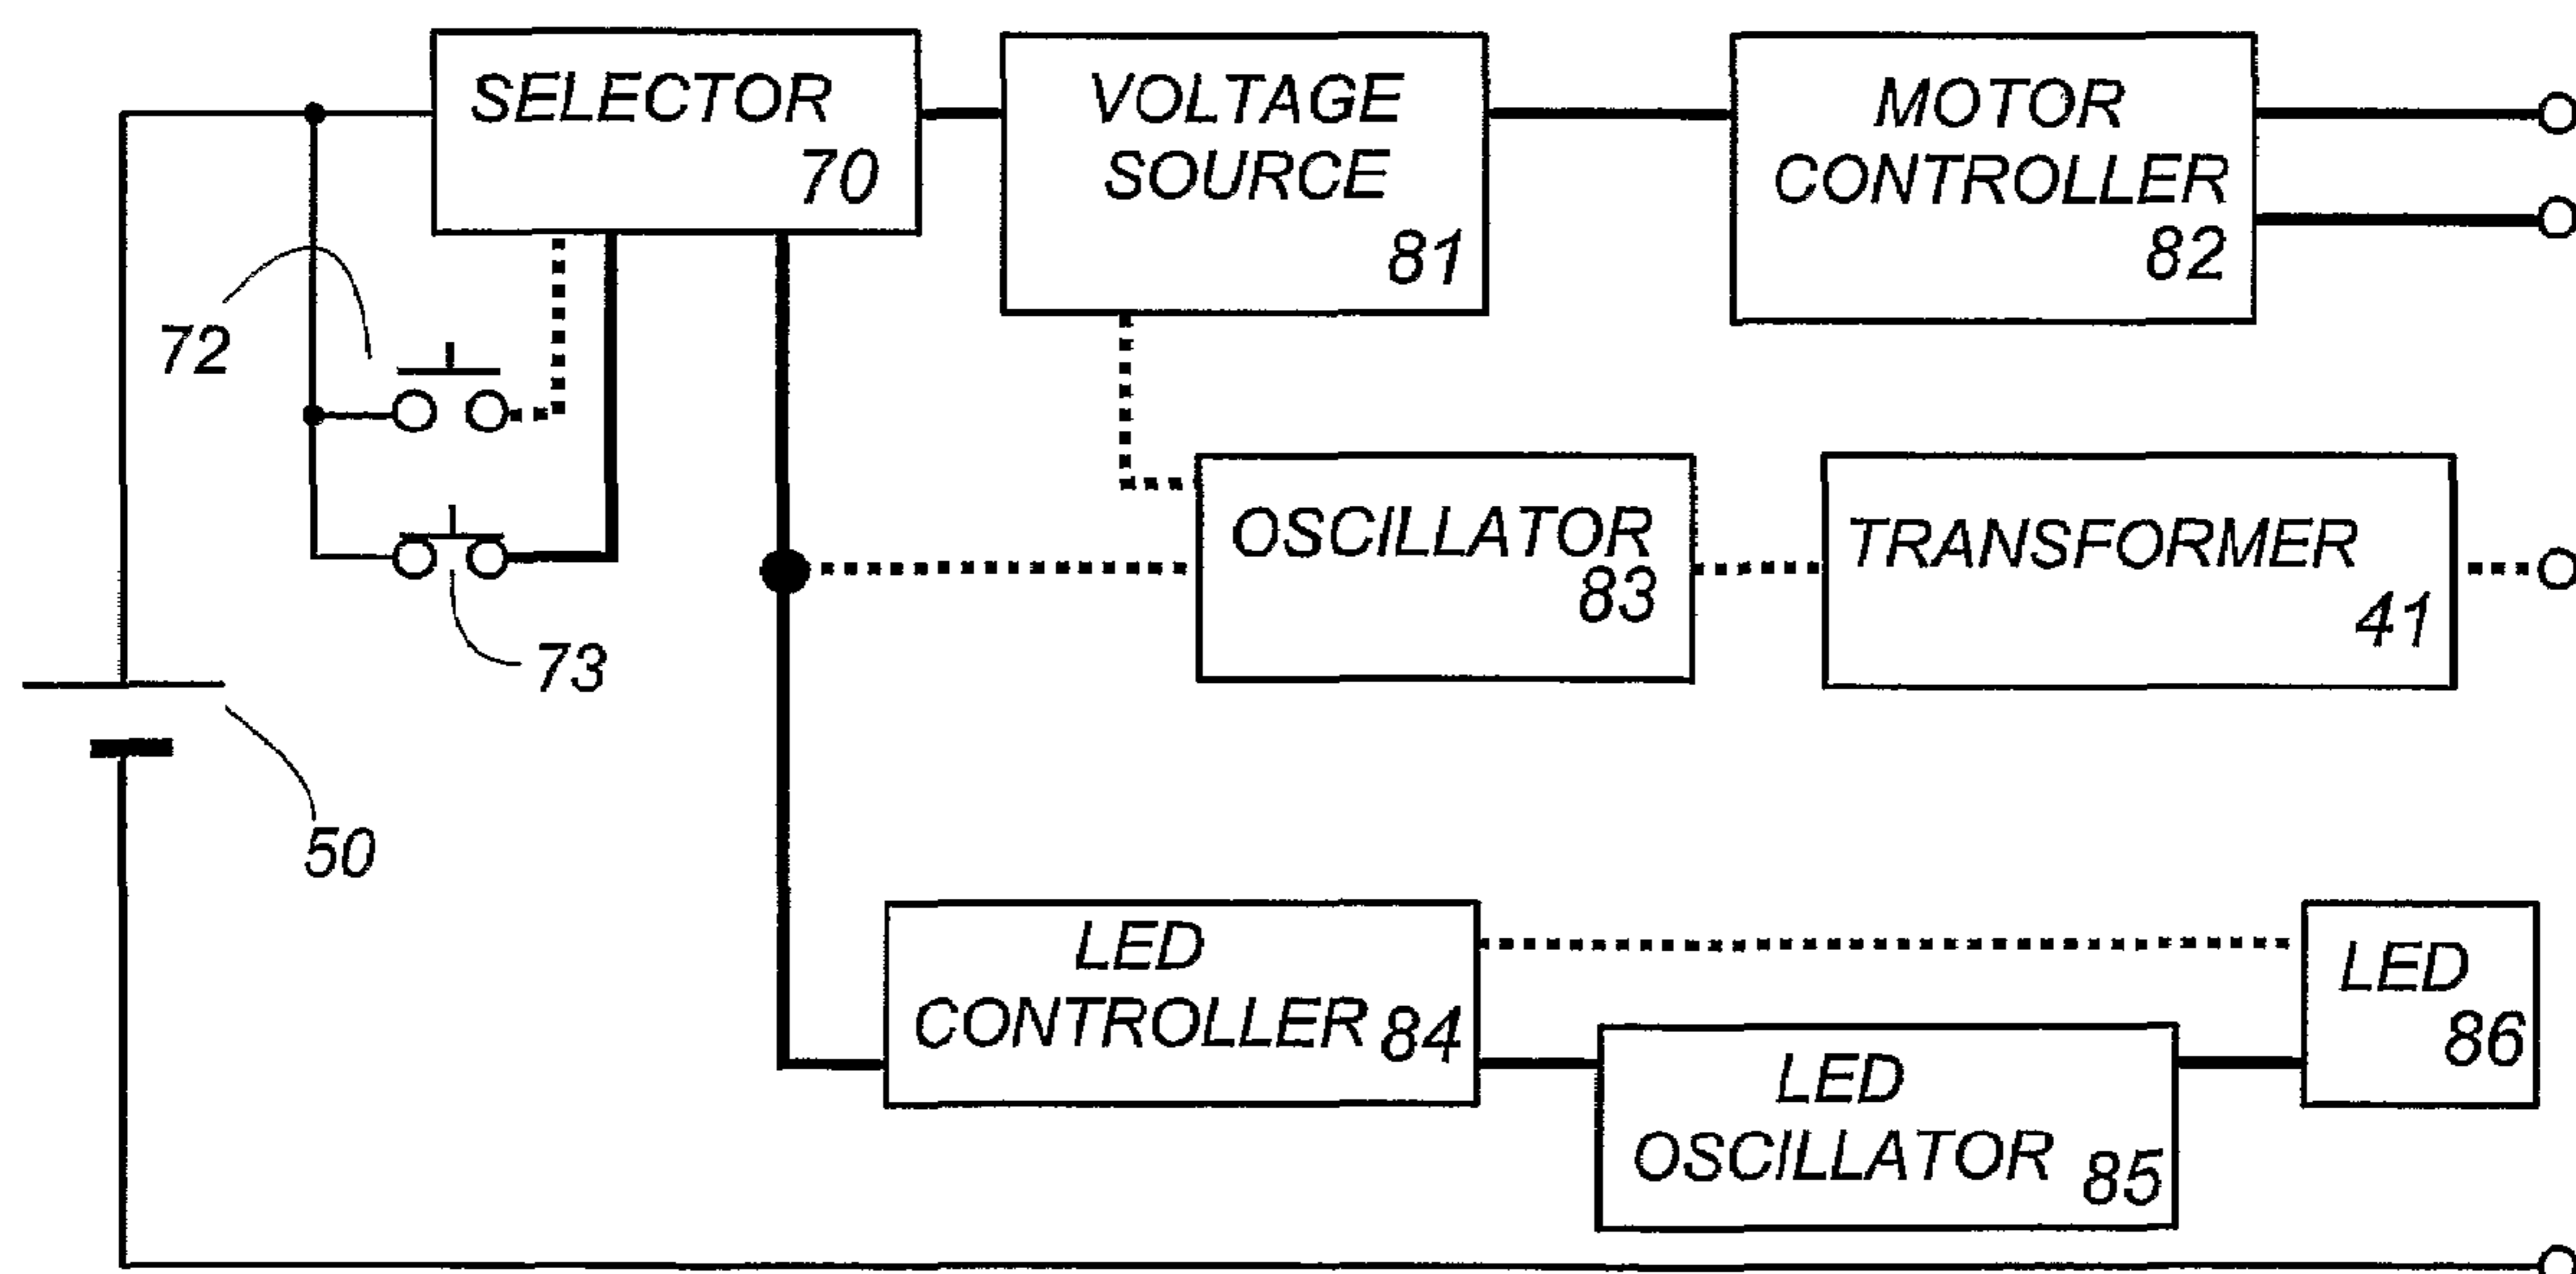 SELECTOR
70
VOLTAGE
SOURCE
81
MOTOR
CONTROLLER
82
72
OSCILLATOR
83
TRANSFORMER
41
73
50
LED
CONTROLLER 84
LED
86
LED
OSCILLATOR 85